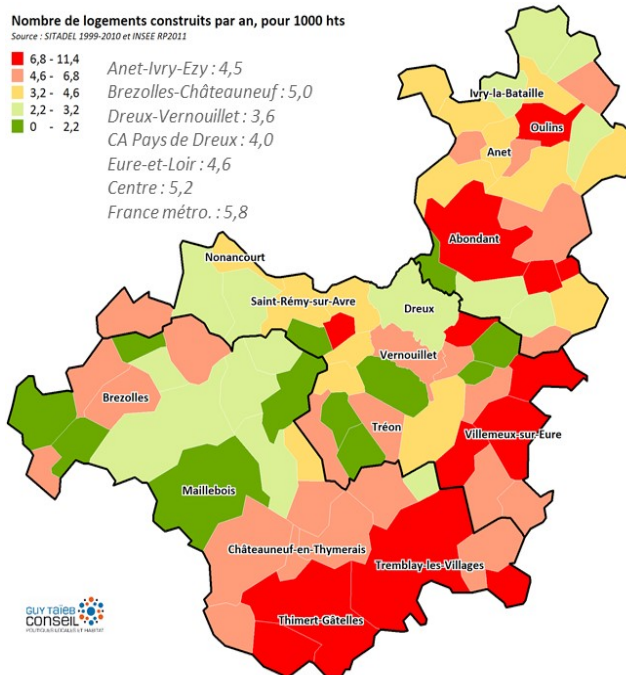 Nombre de logements construits par an, pour 1000 hts
Source : SITADEL 1999-2010 et INSEE RP2011
6,8 - 11,4
4,6 - 6,8
3,2 - 4,6
2,2 - 3,2
0 - 2,2
Anet-Ivry-Ezy : 4,5
Brezolles-Châteauneuf : 5,0
Dreux-Vernouillet : 3,6
CA Pays de Dreux : 4,0
Eure-et-Loir : 4,6
Centre : 5,2
France métro. : 5,8
Ivry-la-Bataille
Oulins
Anet
Abondant
Nonancourt
Saint-Rémy-sur-Avre
Dreux
Vernouillet
Brezolles
Tréon
Villemeux-sur-Eure
Maillebois
Châteauneuf-en-Thymerais
Tremblay-les-Villages
Thimert-Gâtelles
GUY TAÏEB
CONSEIL
POLITIQUES LOCALES ET HABITAT